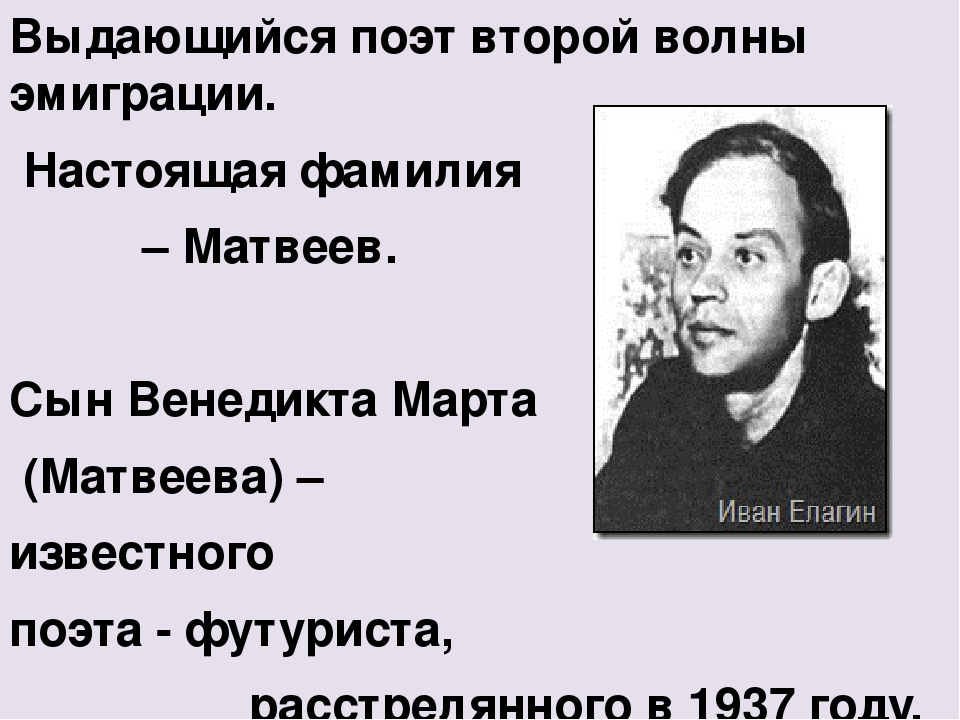 Выдающийся поэт второй волны
эмиграции.
Настоящая фамилия
– Матвеев.
Сын Венедикта Марта
(Матвеева) –
известного
поэта - футуриста,
расстрелянного в 1937 году.
Иван Елагин